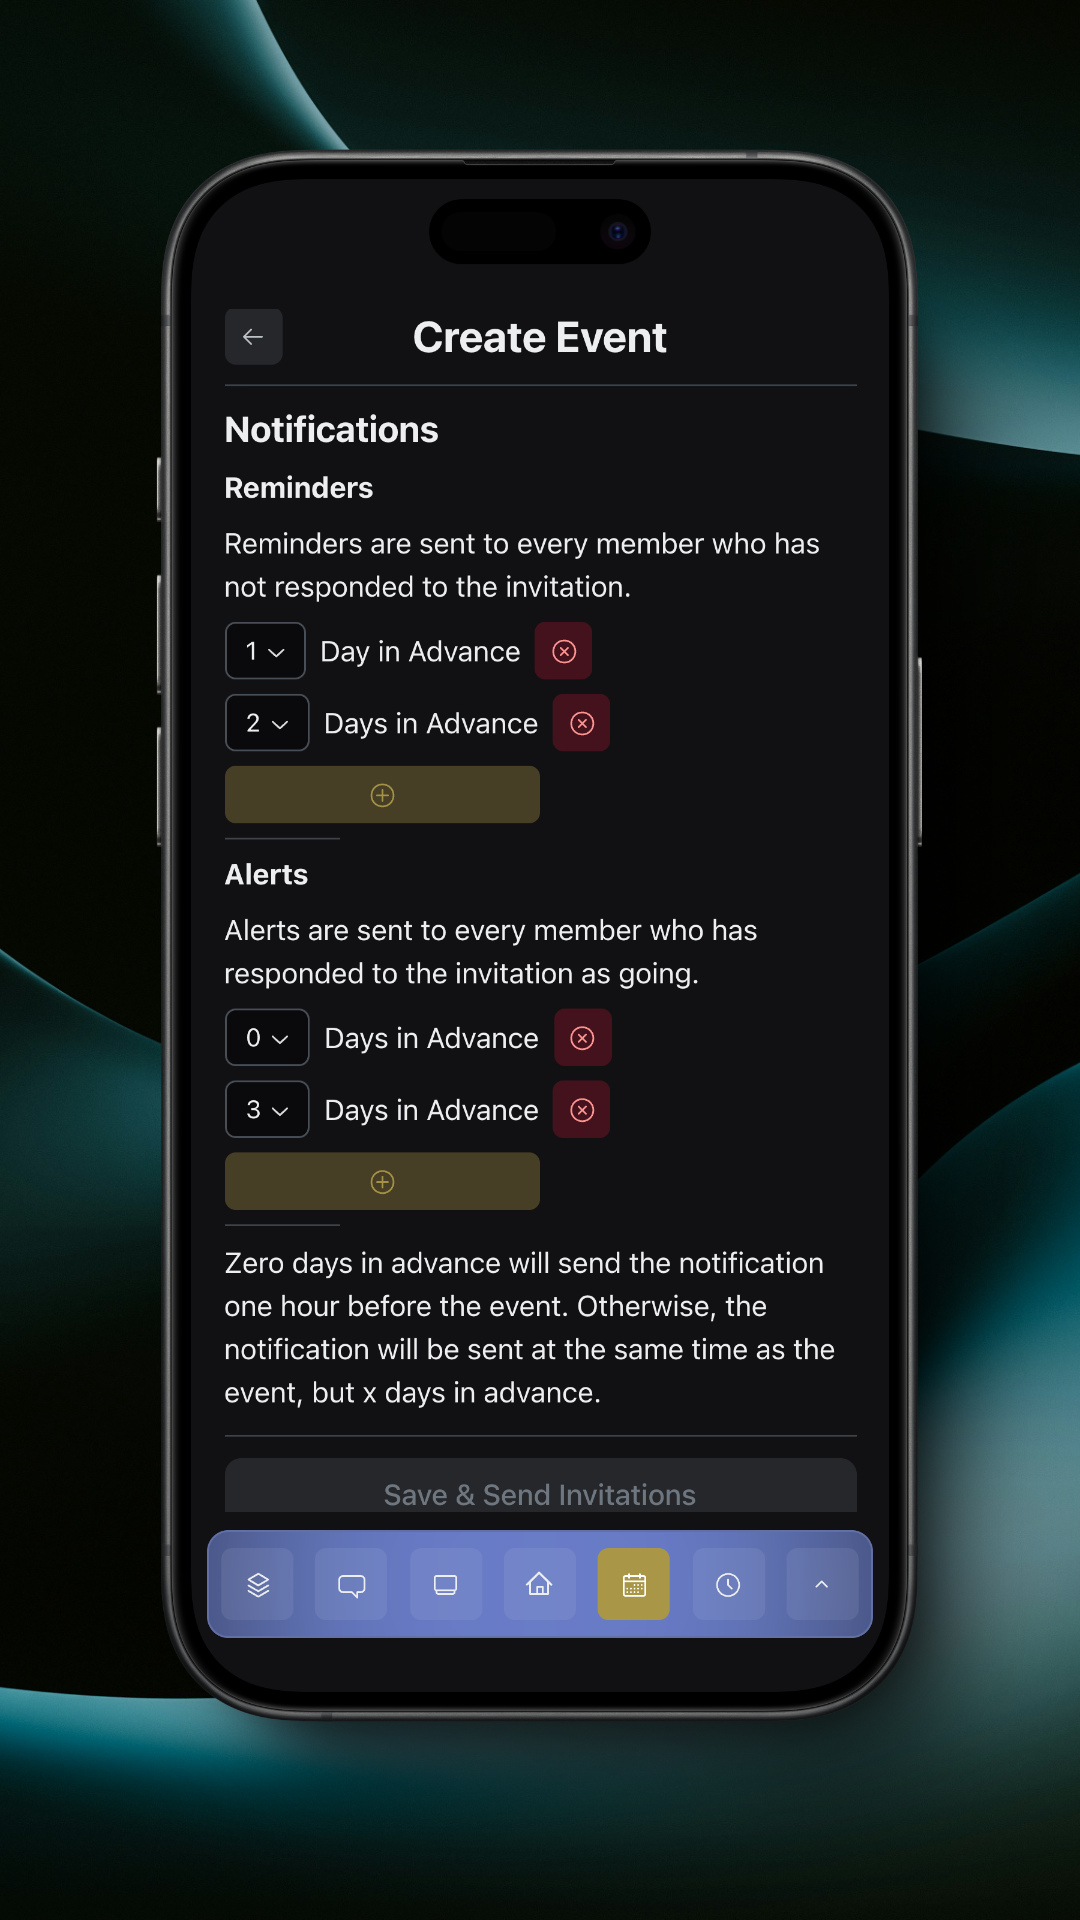 Create Event
Notifications
Reminders
Reminders are sent to every member who has
not responded to the invitation.
1 Day in Advance
2 Days in Advance
Alerts
Alerts are sent to every member who has
responded to the invitation as going.
0 Days in Advance
3 Days in Advance
Zero days in advance will send the notification
one hour before the event. Otherwise, the
notification will be sent at the same time as the
event, but x days in advance.
Save & Send Invitations